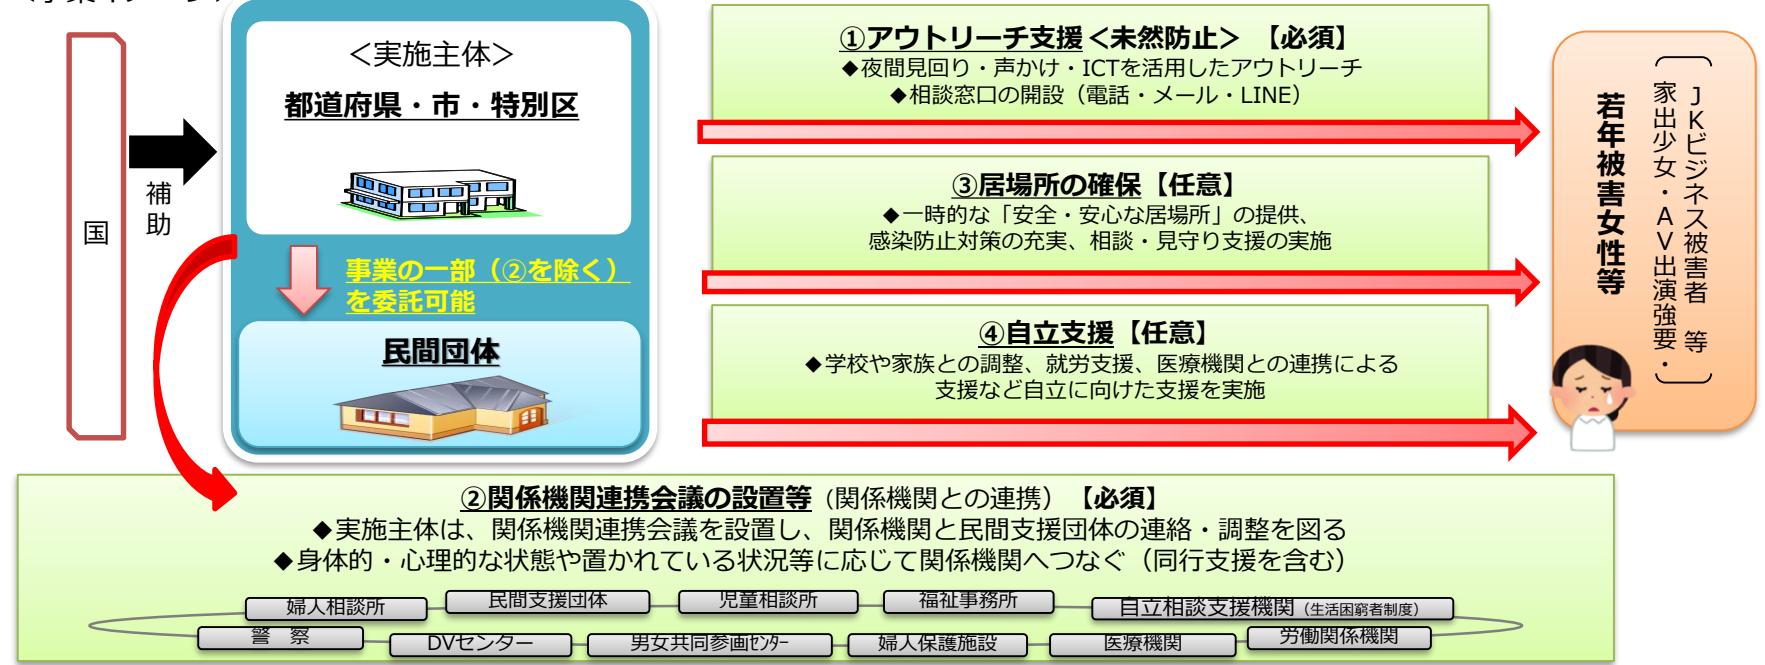 国
補助
＜実施主体＞
都道府県・市・特別区
事業の一部（②を除く）
を委託可能
民間団体
①アウトリーチ支援＜未然防止＞【必須】
◆夜間見回り・声かけ・ICTを活用したアウトリーチ
◆相談窓口の開設（電話・メール・LINE）
③居場所の確保【任意】
◆一時的な「安全・安心な居場所」の提供、
感染防止対策の充実、相談・見守り支援の実施
④自立支援【任意】
◆学校や家族との調整、就労支援、医療機関との連携による
支援など自立に向けた支援を実施
JKビジネス被害者　等
家出少女・AV出演強要・
若年被害女性等
②関係機関連携会議の設置等（関係機関との連携）【必須】
◆実施主体は、関係機関連携会議を設置し、関係機関と民間支援団体の連絡・調整を図る
◆身体的・心理的な状態や置かれている状況等に応じて関係機関へつなぐ（同行支援を含む）
婦人相談所
民間支援団体
児童相談所
福祉事務所
自立相談支援機関（生活困窮者制度）
警　察
DVセンター
男女共同参画ｾﾝﾀｰ
婦人保護施設
医療機関
労働関係機関